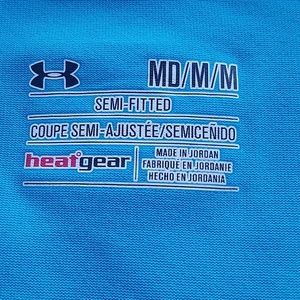 MD/M/M
SEMI-FITTED
COUPE SEMI-AJUSTÉE/SEMICEÑIDO
heatgear
MADE IN JORDAN
FABRIQUÉ EN JORDANIE
HECHO EN JORDANIA